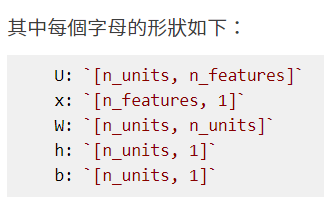 其中每個字母的形狀如下：
U: `[n_units, n_features]`
x: `[n_features, 1]`
W: `[n_units, n_units]`
h: `[n_units, 1]`
b: `[n_units, 1]`